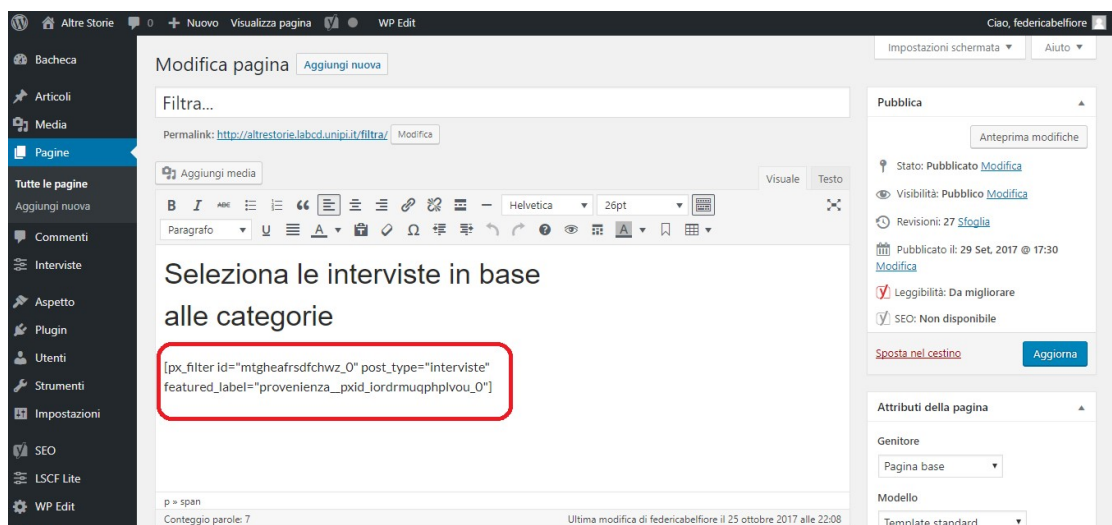 Altre Storie 0 Nuovo Visualizza pagina WP Edit Ciao, federicabelfiore
Impostazioni schermata ▼ Aiuto ▼
Bacheca
Articoli
Media
Pagine
Tutte le pagine
Aggiungi nuova
Commenti
Interviste
Aspetto
Plugin
Utenti
Strumenti
Impostazioni
SEO
LSCF Lite
WP Edit
Modifica pagina Aggiungi nuova
Filtra...
Permalink: http://altrestorie.labcd.unipi.it/filtra/ Modifica
Aggiungi media Visuale Testo
B I ABC Helvetica 26pt
Paragrafo U A Ω A
Seleziona le interviste in base
alle categorie
[px_filter id="mtgheafrsdfchwz_0" post_type="interviste"
featured_label="provenienza__pxid_iordrmuqphplvou_0"]
p » span
Conteggio parole: 7 Ultima modifica di federicabelfiore il 25 ottobre 2017 alle 22:08
Pubblica
Anteprima modifiche
Stato: Pubblicato Modifica
Visibilità: Pubblico Modifica
Revisioni: 27 Sfoglia
Pubblicato il: 29 Set, 2017 @ 17:30
Modifica
Leggibilità: Da migliorare
SEO: Non disponibile
Sposta nel cestino Aggiorna
Attributi della pagina
Genitore
Pagina base
Modello
Template standard